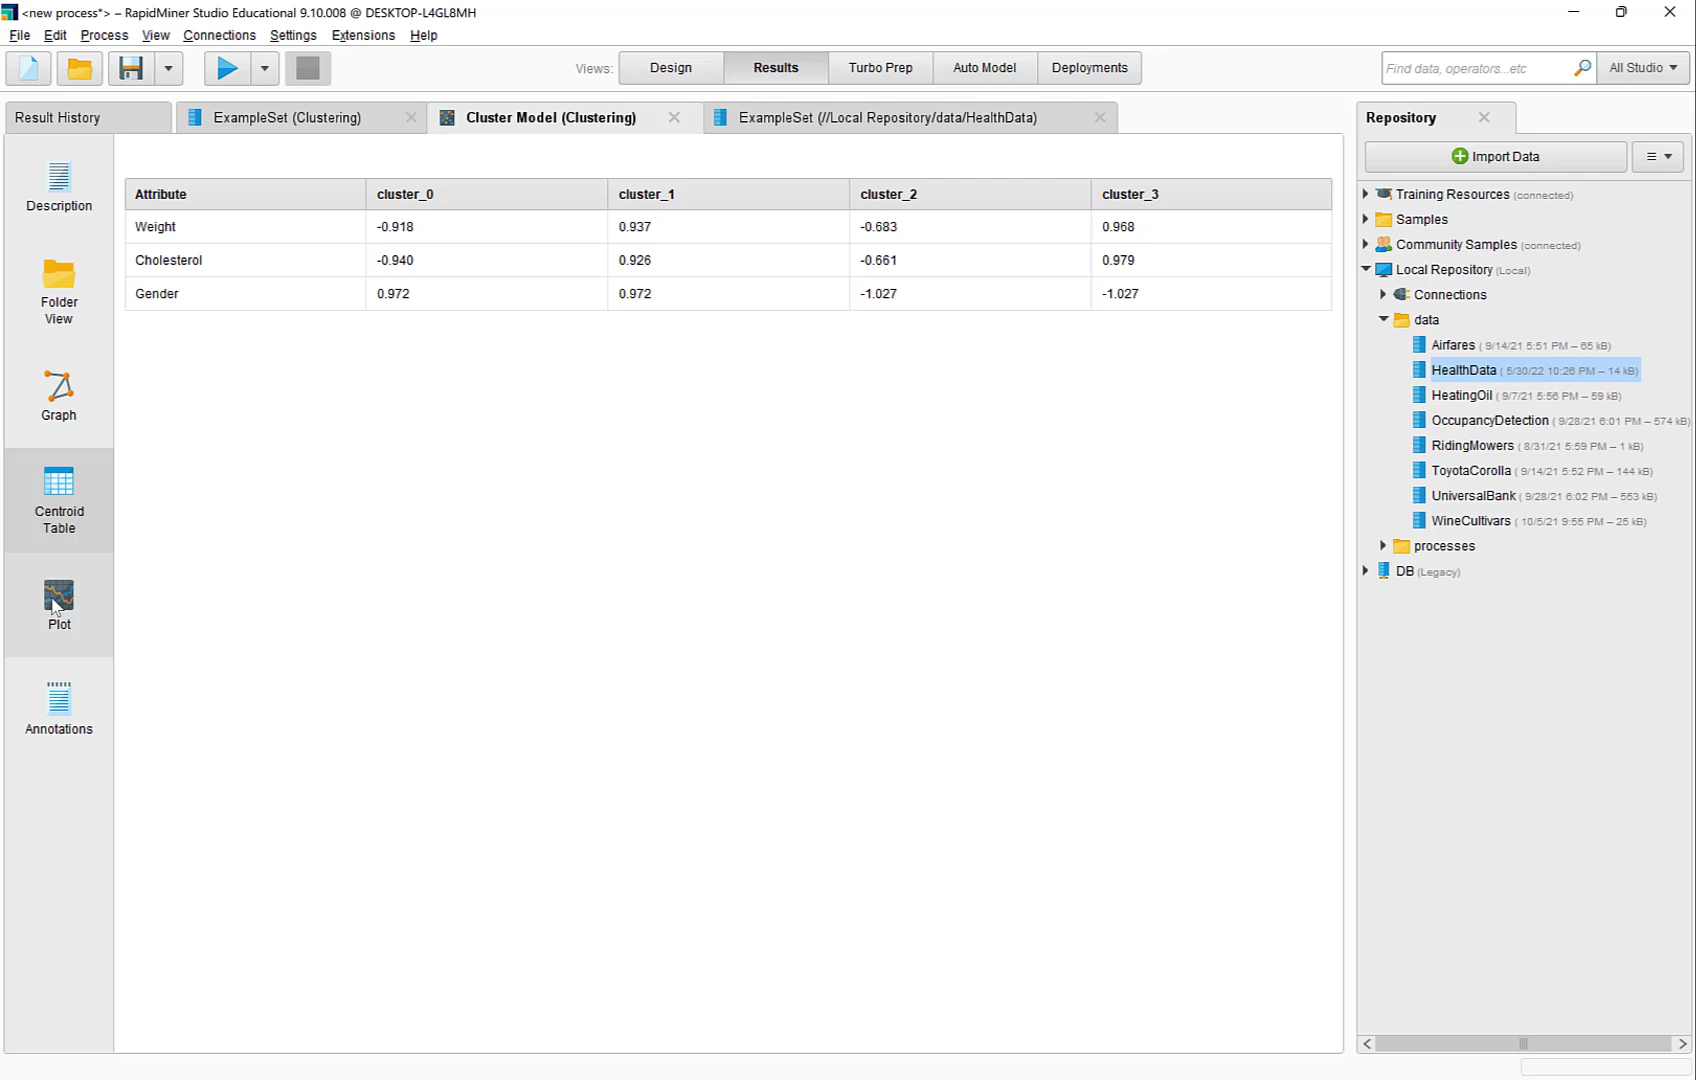 <new process*> – RapidMiner Studio Educational 9.10.008 @ DESKTOP-L4GL8MH
File Edit Process View Connections Settings Extensions Help
Views: Design Results Turbo Prep Auto Model Deployments
Find data, operators...etc All Studio
Result History
ExampleSet (Clustering)
Cluster Model (Clustering)
ExampleSet (//Local Repository/data/HealthData)
Description
Folder
View
Graph
Centroid
Table
Plot
Annotations
Attribute cluster_0 cluster_1 cluster_2 cluster_3
Weight -0.918 0.937 -0.683 0.968
Cholesterol -0.940 0.926 -0.661 0.979
Gender 0.972 0.972 -1.027 -1.027
Repository
Import Data
Training Resources (connected)
Samples
Community Samples (connected)
Local Repository (Local)
Connections
data
Airfares ( 9/14/21 5:51 PM – 65 kB)
HealthData ( 5/30/22 10:26 PM – 14 kB)
HeatingOil ( 9/7/21 5:56 PM – 59 kB)
OccupancyDetection ( 9/28/21 6:01 PM – 574 kB)
RidingMowers ( 8/31/21 5:59 PM – 1 kB)
ToyotaCorolla ( 9/14/21 5:52 PM – 144 kB)
UniversalBank ( 9/28/21 6:02 PM – 553 kB)
WineCultivars ( 10/5/21 9:55 PM – 25 kB)
processes
DB (Legacy)